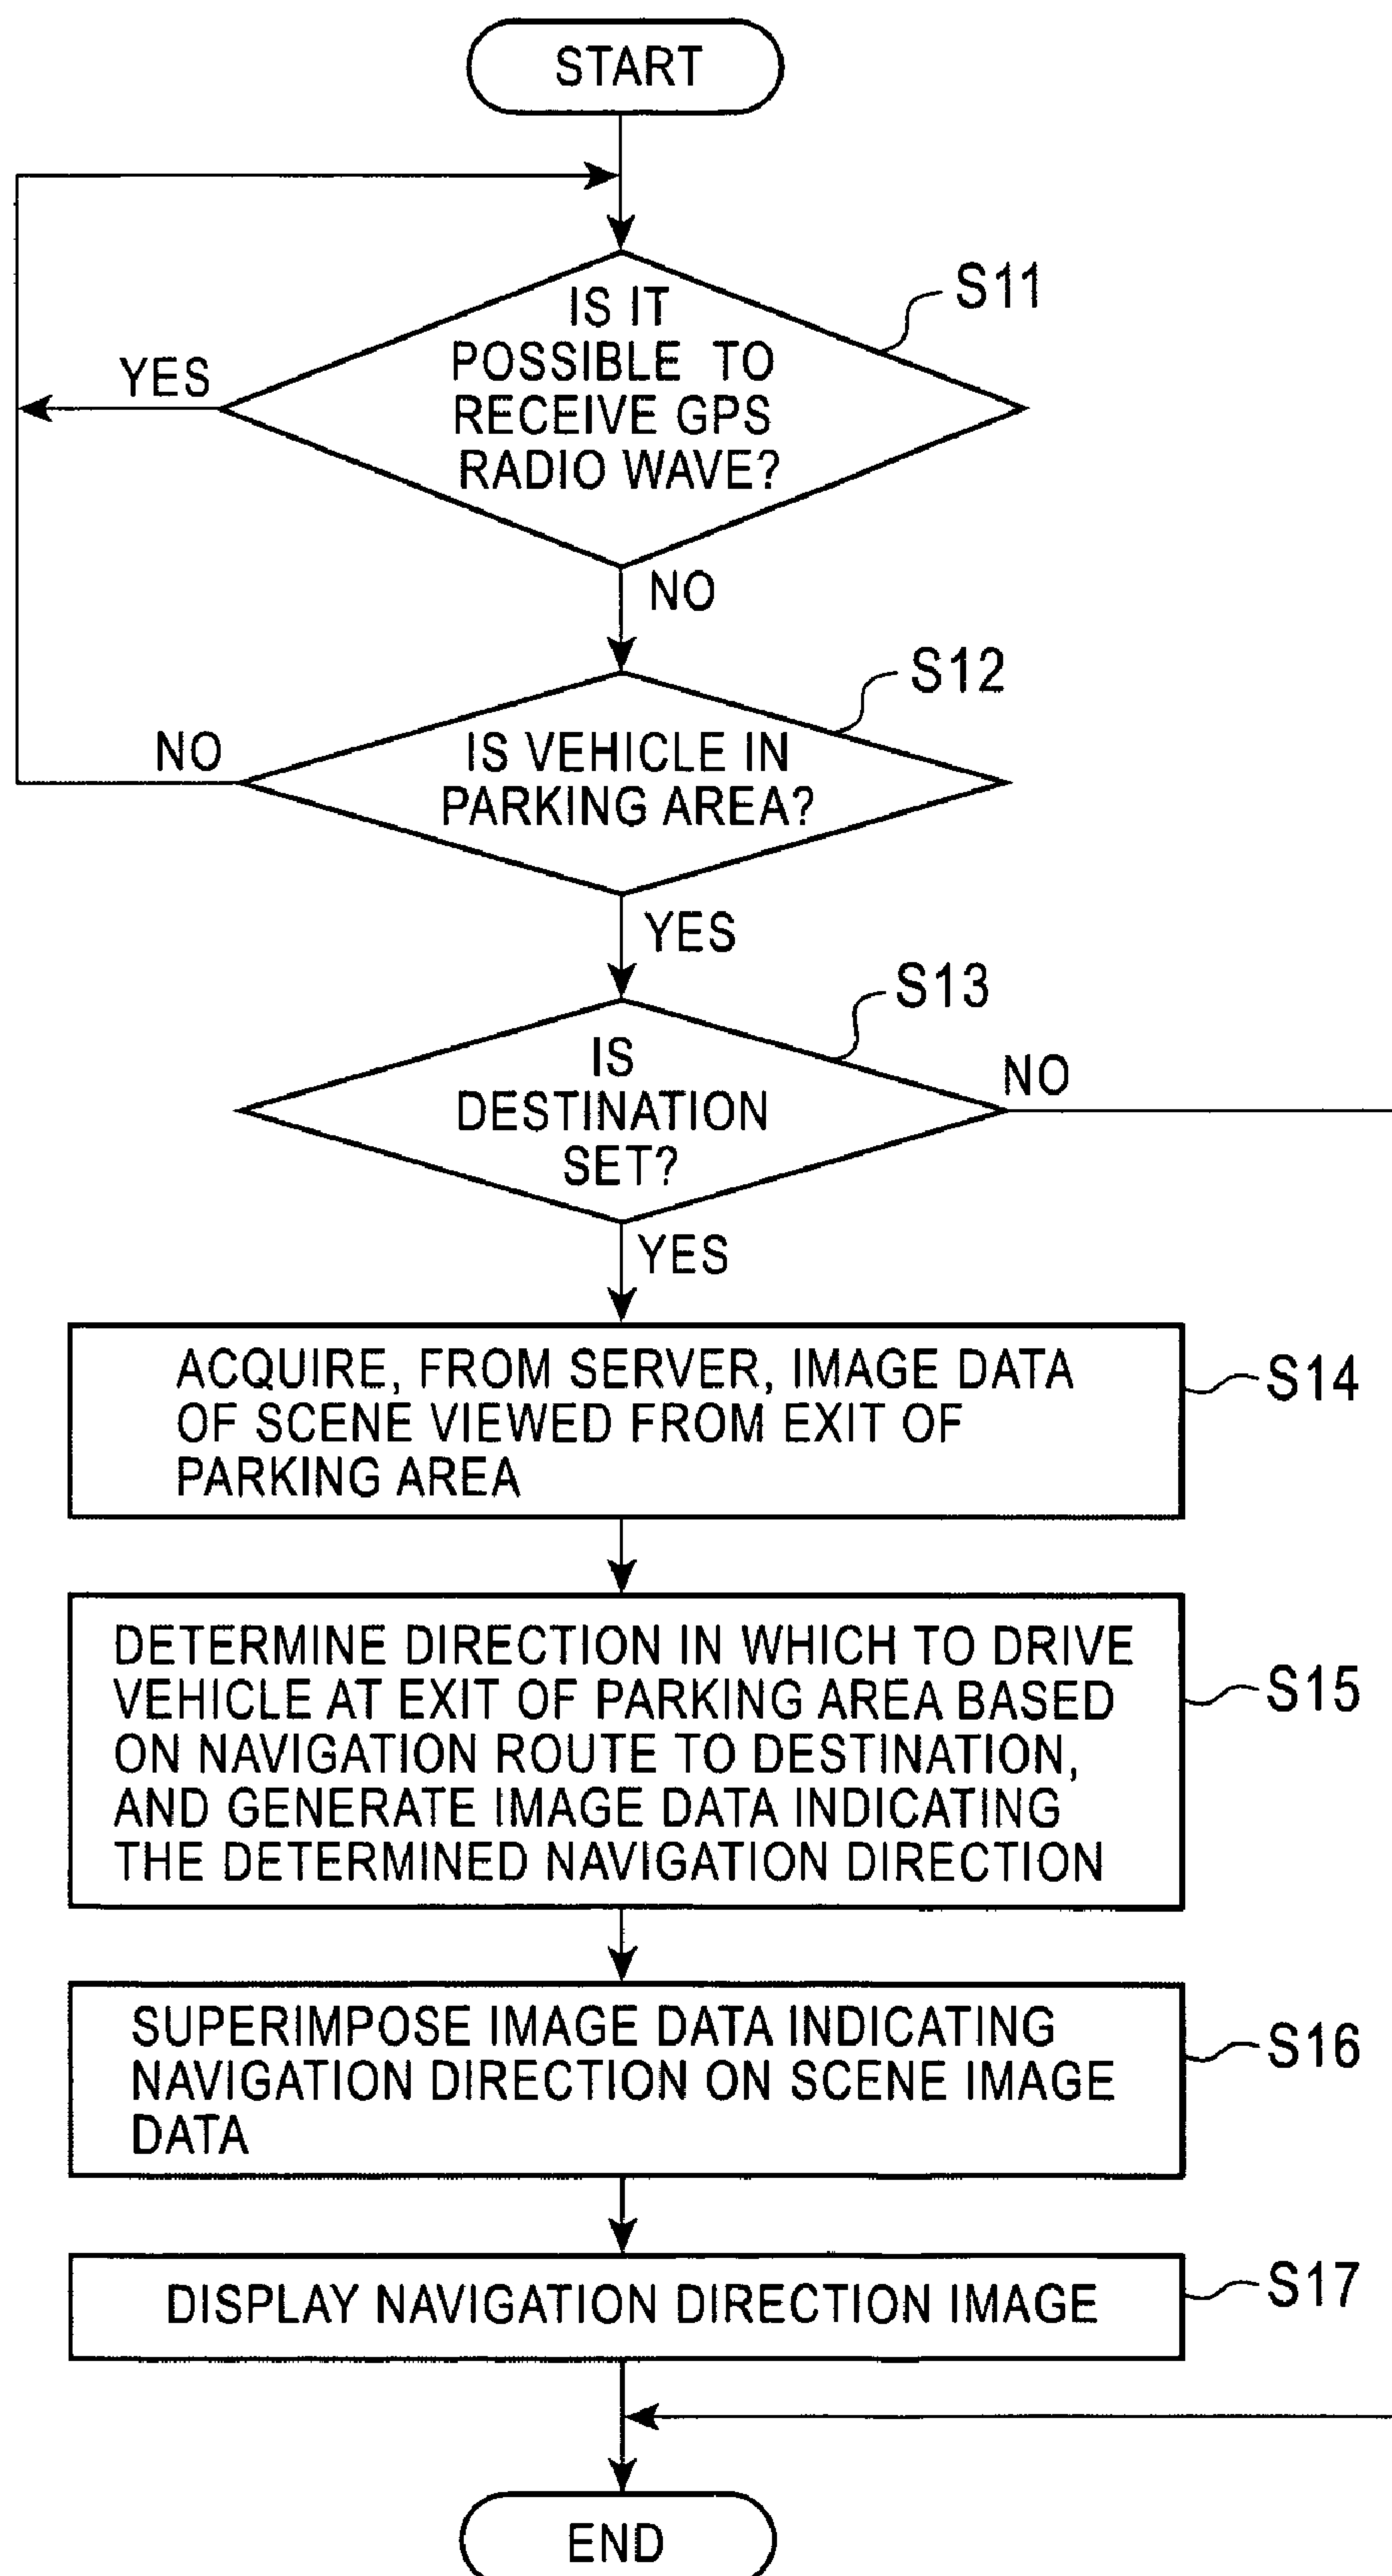 START
S11
IS IT
POSSIBLE TO
RECEIVE GPS
RADIO WAVE?
YES
NO
S12
IS VEHICLE IN
PARKING AREA?
NO
YES
S13
IS
DESTINATION
SET?
NO
YES
ACQUIRE, FROM SERVER, IMAGE DATA
OF SCENE VIEWED FROM EXIT OF
PARKING AREA
S14
DETERMINE DIRECTION IN WHICH TO DRIVE
VEHICLE AT EXIT OF PARKING AREA BASED
ON NAVIGATION ROUTE TO DESTINATION,
AND GENERATE IMAGE DATA INDICATING
THE DETERMINED NAVIGATION DIRECTION
S15
SUPERIMPOSE IMAGE DATA INDICATING
NAVIGATION DIRECTION ON SCENE IMAGE
DATA
S16
DISPLAY NAVIGATION DIRECTION IMAGE
S17
END